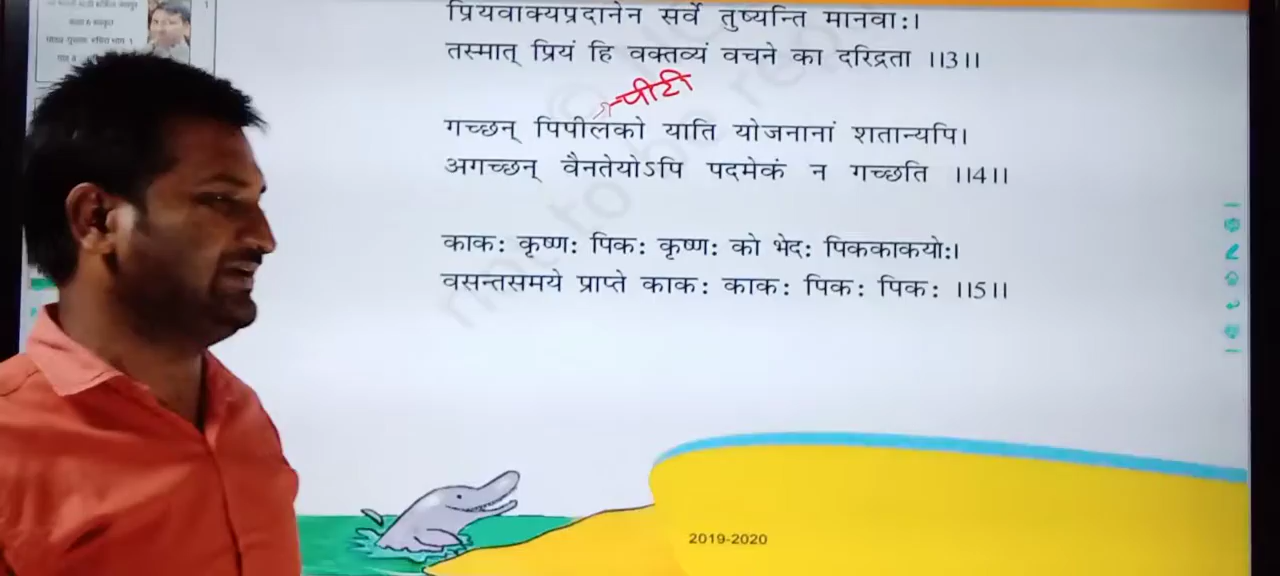 प्रियवाक्यप्रदानेन सर्वे तुष्यन्ति मानवाः।
तस्मात् प्रियं हि वक्तव्यं वचने का दरिद्रता ।।3।।
गच्छन् पिपीलको याति योजनानां शतान्यपि।
अगच्छन् वैनतेयोऽपि पदमेकं न गच्छति ।।4।।
काकः कृष्णः पिकः कृष्णः को भेदः पिककाकयोः।
वसन्तसमये प्राप्ते काकः काकः पिकः पिकः ।।5।।
2019-2020